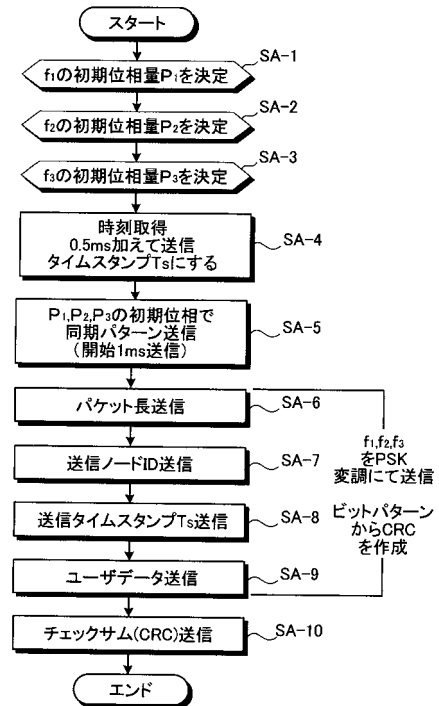 スタート
SA-1
f₁の初期位相量P₁を決定
SA-2
f₂の初期位相量P₂を決定
SA-3
f₃の初期位相量P₃を決定
時刻取得
0.5ms加えて送信
タイムスタンプTsにする
SA-4
P₁,P₂,P₃の初期位相で
同期パターン送信
(開始1ms送信)
SA-5
パケット長送信
SA-6
送信ノードID送信
SA-7
送信タイムスタンプTs送信
SA-8
ユーザデータ送信
SA-9
f₁,f₂,f₃
をPSK
変調にて送信
ビットパターン
からCRC
を作成
チェックサム(CRC)送信
SA-10
エンド